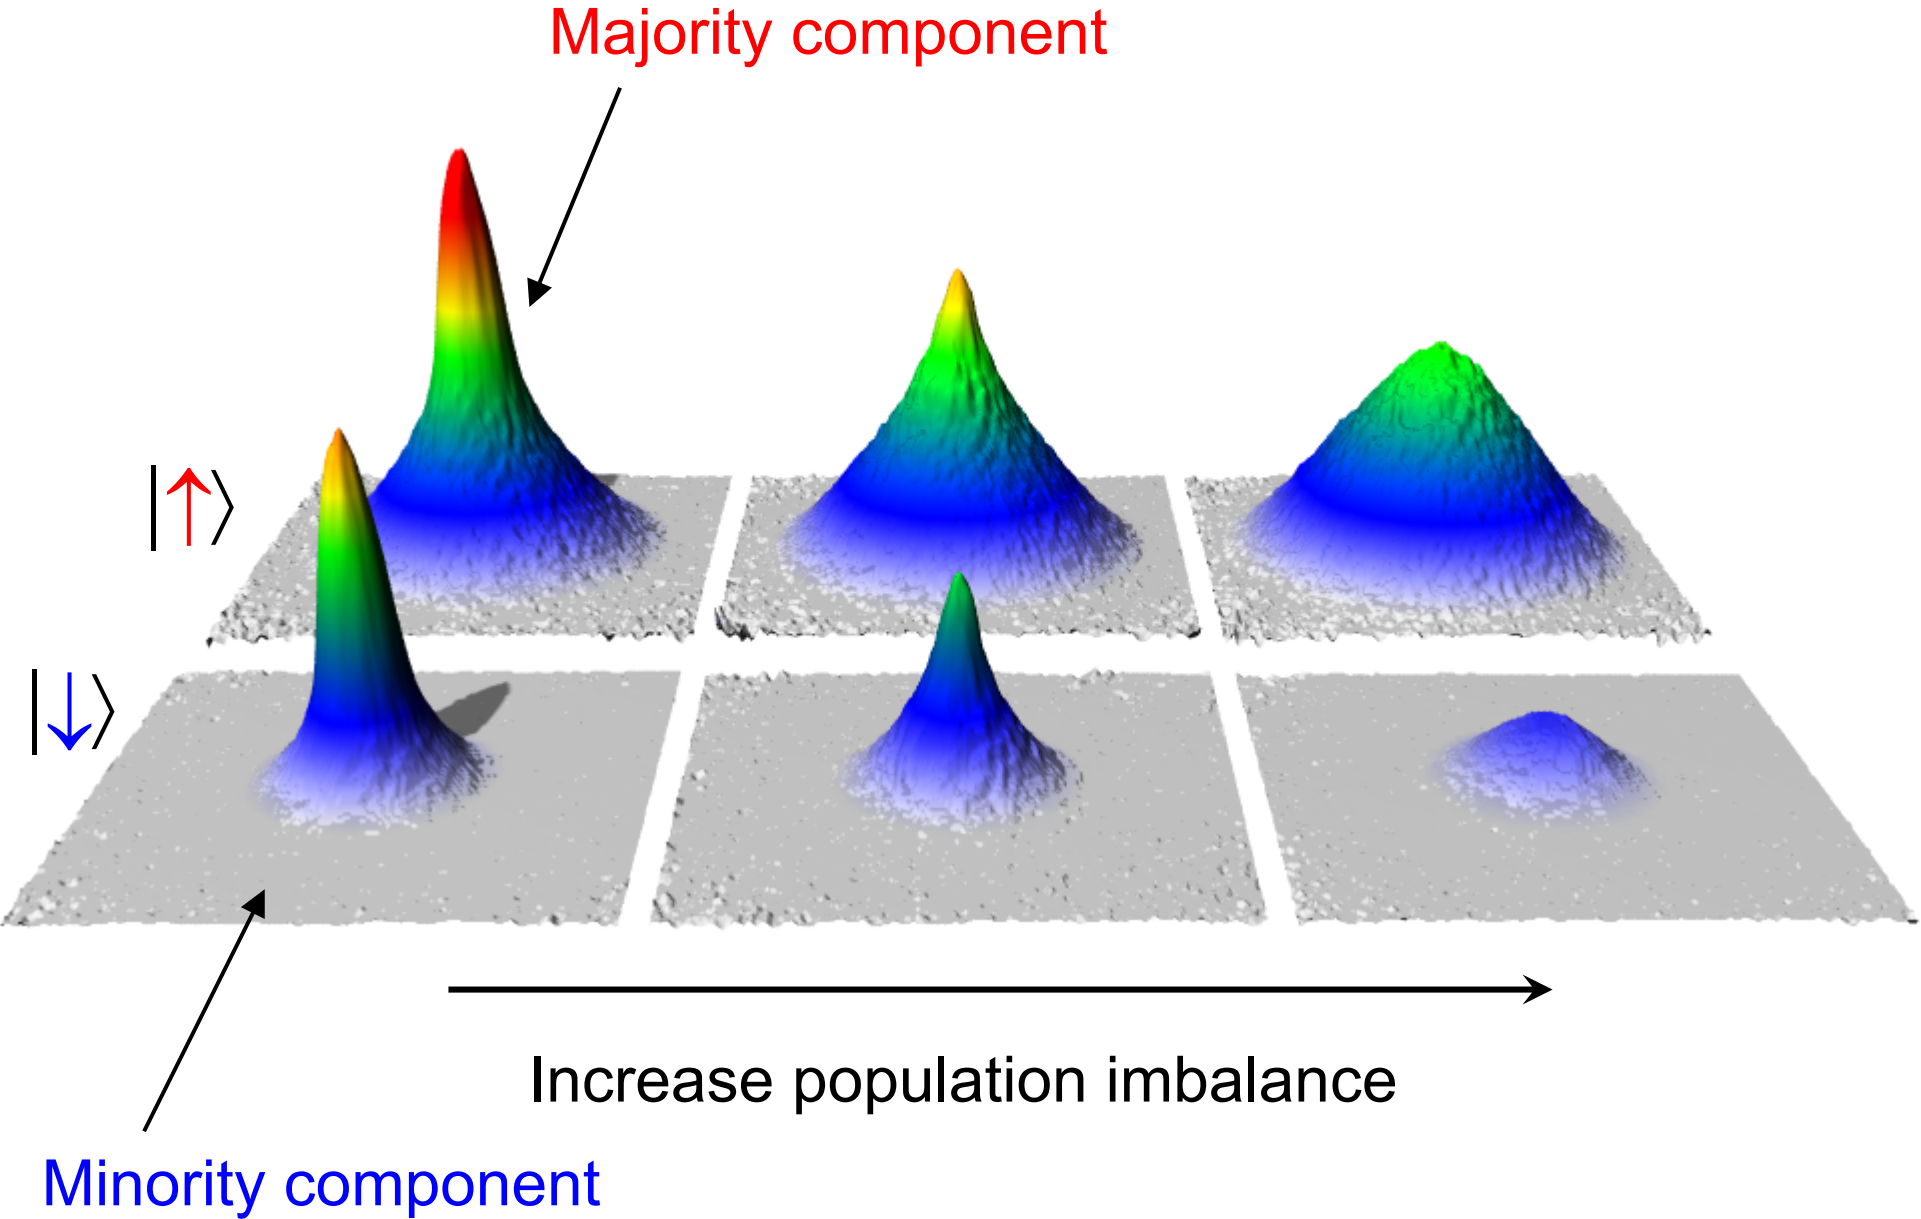 Majority component
|↑⟩
|↓⟩
Increase population imbalance
Minority component